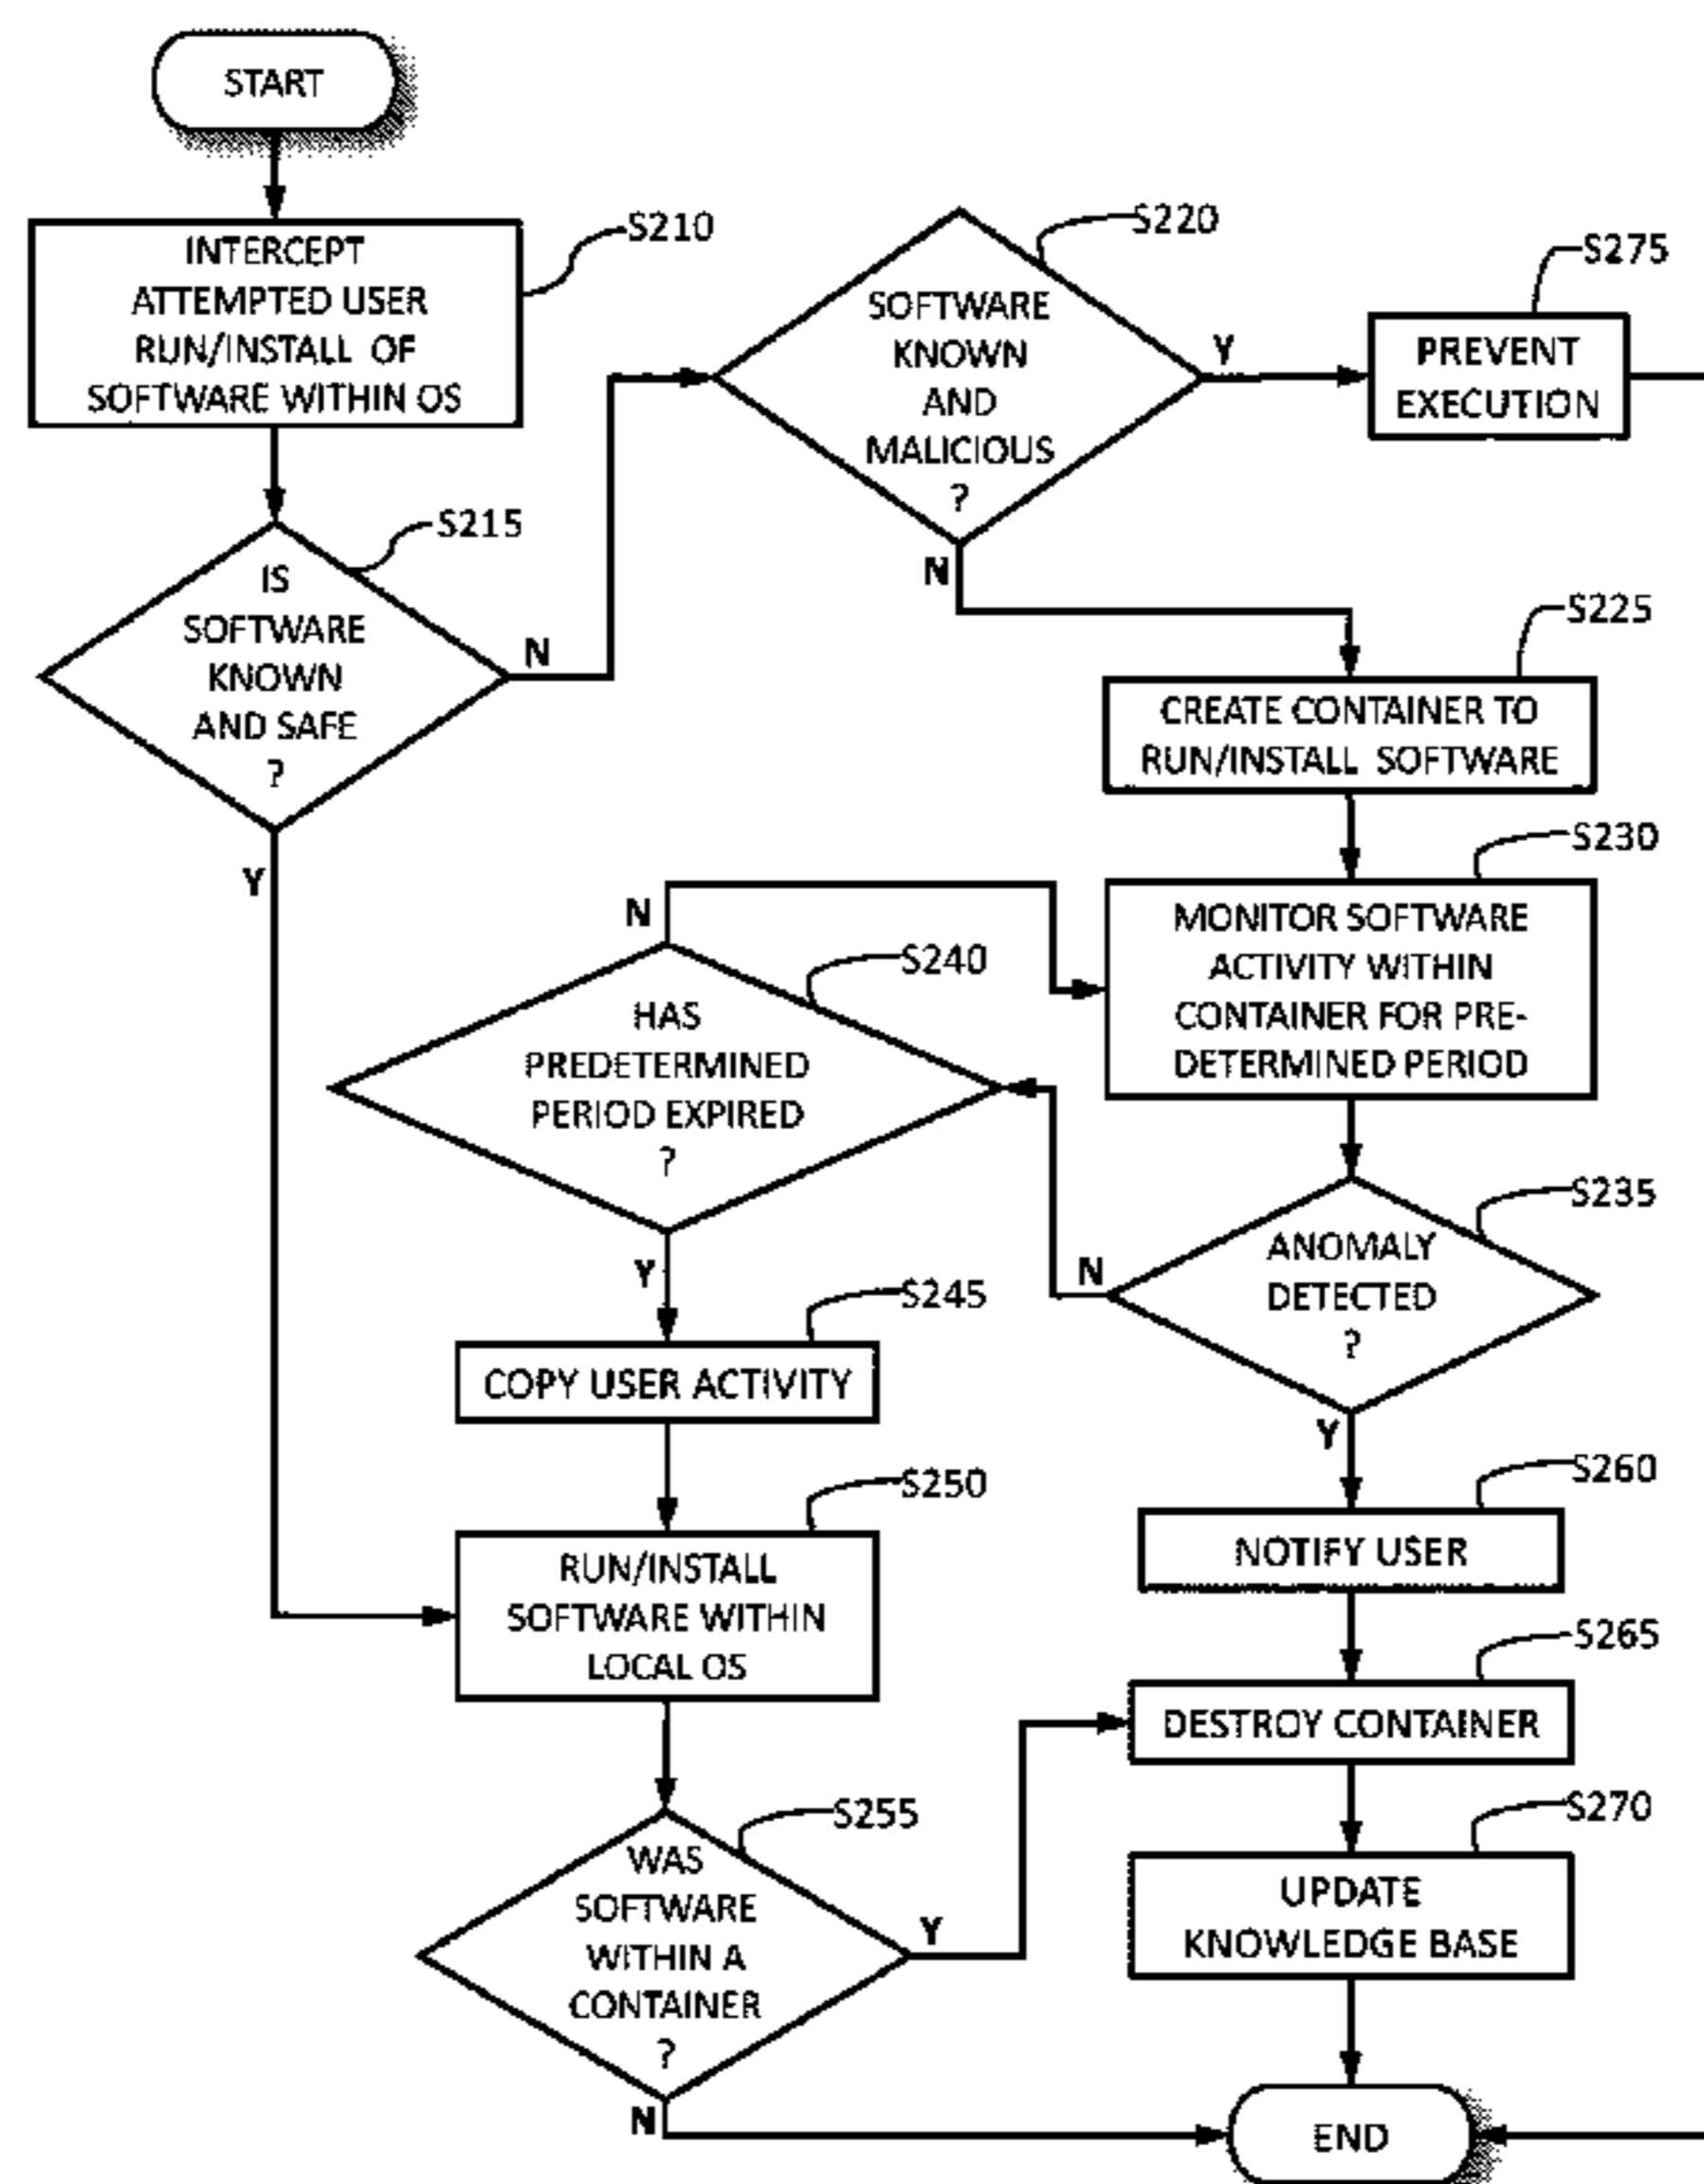 START
INTERCEPT
ATTEMPTED USER
RUN/INSTALL OF
SOFTWARE WITHIN OS
S210
IS
SOFTWARE
KNOWN
AND SAFE
?
S215
N
Y
SOFTWARE
KNOWN
AND
MALICIOUS
?
S220
Y
N
PREVENT
EXECUTION
S275
CREATE CONTAINER TO
RUN/INSTALL SOFTWARE
S225
MONITOR SOFTWARE
ACTIVITY WITHIN
CONTAINER FOR PRE-
DETERMINED PERIOD
S230
ANOMALY
DETECTED
?
S235
N
Y
HAS
PREDETERMINED
PERIOD EXPIRED
?
S240
N
Y
COPY USER ACTIVITY
S245
RUN/INSTALL
SOFTWARE WITHIN
LOCAL OS
S250
WAS
SOFTWARE
WITHIN A
CONTAINER
?
S255
Y
N
NOTIFY USER
S260
DESTROY CONTAINER
S265
UPDATE
KNOWLEDGE BASE
S270
END